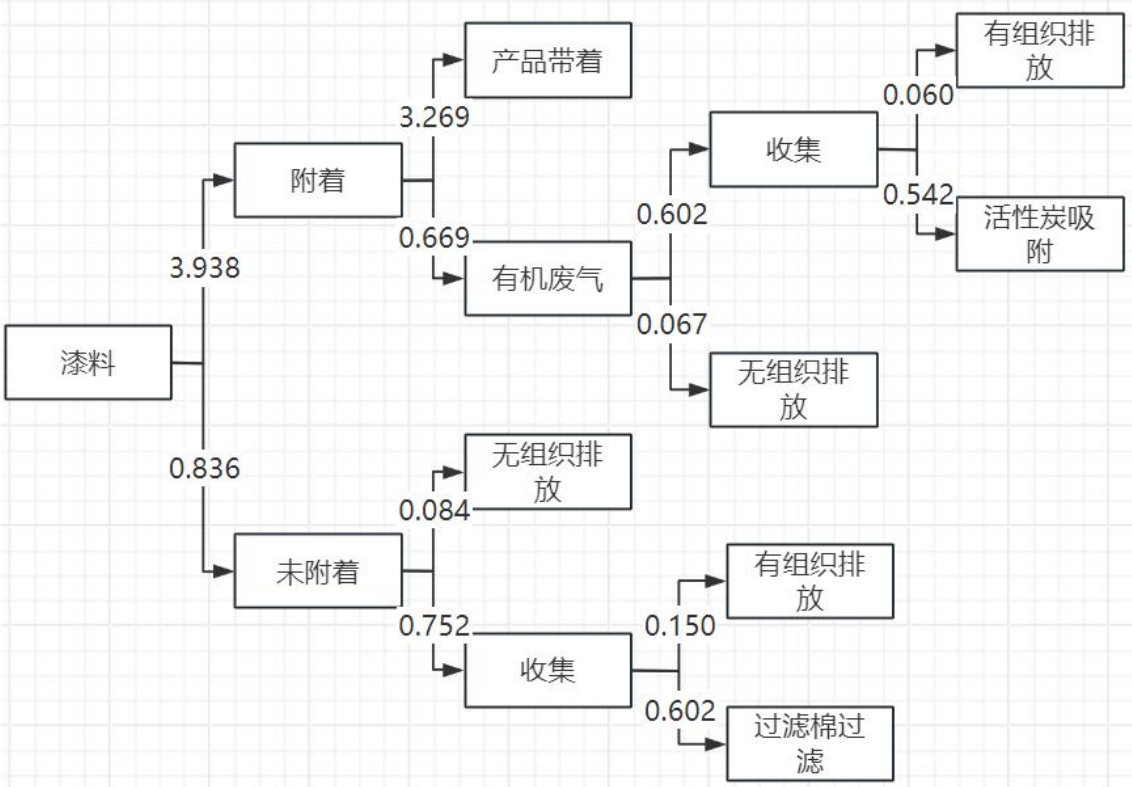 有组织排
放
产品带着
0.060
3.269
收集
附着
0.542
0.602
活性炭吸
附
0.669
3.938
有机废气
0.067
漆料
无组织排
放
无组织排
放
0.836
0.084
有组织排
放
未附着
0.752
0.150
收集
0.602
过滤棉过
滤